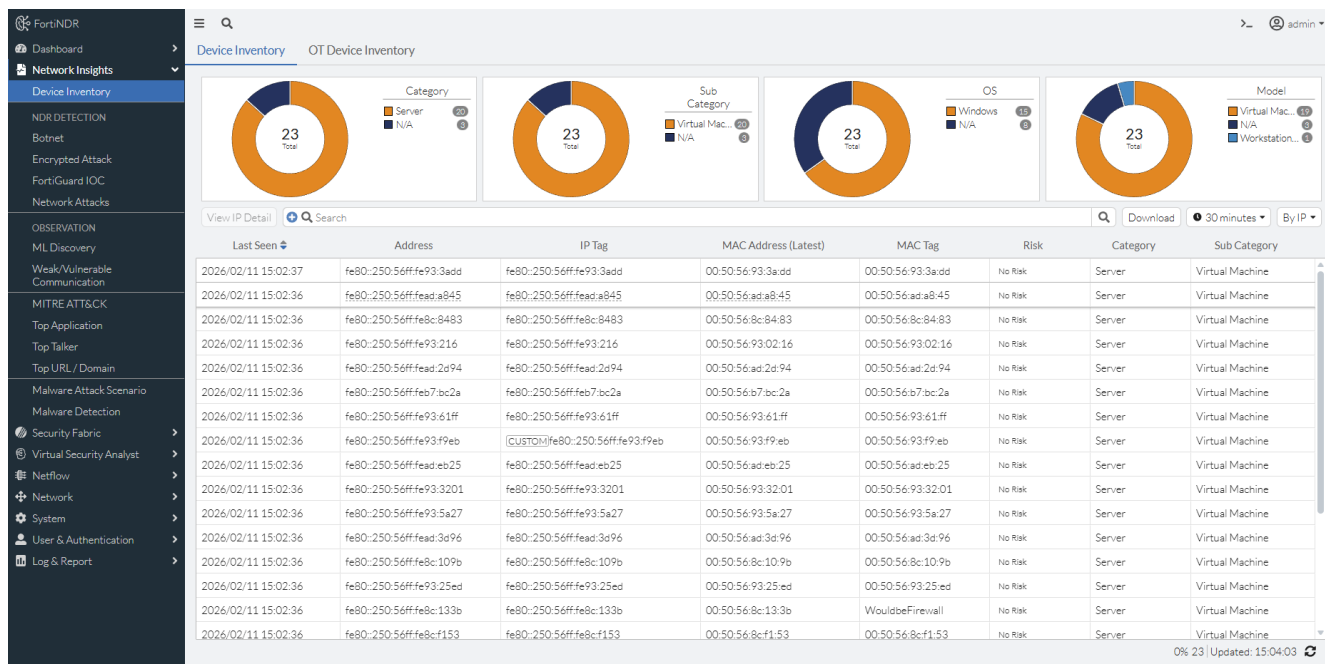 FortiNDR
admin
Dashboard
Network Insights
Device Inventory
NDR DETECTION
Botnet
Encrypted Attack
FortiGuard IOC
Network Attacks
OBSERVATION
ML Discovery
Weak/Vulnerable
Communication
MITRE ATT&CK
Top Application
Top Talker
Top URL / Domain
Malware Attack Scenario
Malware Detection
Security Fabric
Virtual Security Analyst
Netflow
Network
System
User & Authentication
Log & Report
Device Inventory OT Device Inventory
23
Total
Category
Server 20
N/A 3
23
Total
Sub
Category
Virtual Mac... 20
N/A 3
23
Total
OS
Windows 15
N/A 8
23
Total
Model
Virtual Mac... 19
N/A 3
Workstation... 1
View IP Detail Search Download 30 minutes By IP
Last Seen Address IP Tag MAC Address (Latest) MAC Tag Risk Category Sub Category
2026/02/11 15:02:37 fe80::250:56ff:fe93:3add fe80::250:56ff:fe93:3add 00:50:56:93:3a:dd 00:50:56:93:3a:dd No Risk Server Virtual Machine
2026/02/11 15:02:36 fe80::250:56ff:fead:a845 fe80::250:56ff:fead:a845 00:50:56:ad:a8:45 00:50:56:ad:a8:45 No Risk Server Virtual Machine
2026/02/11 15:02:36 fe80::250:56ff:fe8c:8483 fe80::250:56ff:fe8c:8483 00:50:56:8c:84:83 00:50:56:8c:84:83 No Risk Server Virtual Machine
2026/02/11 15:02:36 fe80::250:56ff:fe93:216 fe80::250:56ff:fe93:216 00:50:56:93:02:16 00:50:56:93:02:16 No Risk Server Virtual Machine
2026/02/11 15:02:36 fe80::250:56ff:fead:2d94 fe80::250:56ff:fead:2d94 00:50:56:ad:2d:94 00:50:56:ad:2d:94 No Risk Server Virtual Machine
2026/02/11 15:02:36 fe80::250:56ff:feb7:bc2a fe80::250:56ff:feb7:bc2a 00:50:56:b7:bc:2a 00:50:56:b7:bc:2a No Risk Server Virtual Machine
2026/02/11 15:02:36 fe80::250:56ff:fe93:61ff fe80::250:56ff:fe93:61ff 00:50:56:93:61:ff 00:50:56:93:61:ff No Risk Server Virtual Machine
2026/02/11 15:02:36 fe80::250:56ff:fe93:f9eb CUSTOM fe80::250:56ff:fe93:f9eb 00:50:56:93:f9:eb 00:50:56:93:f9:eb No Risk Server Virtual Machine
2026/02/11 15:02:36 fe80::250:56ff:fead:eb25 fe80::250:56ff:fead:eb25 00:50:56:ad:eb:25 00:50:56:ad:eb:25 No Risk Server Virtual Machine
2026/02/11 15:02:36 fe80::250:56ff:fe93:3201 fe80::250:56ff:fe93:3201 00:50:56:93:32:01 00:50:56:93:32:01 No Risk Server Virtual Machine
2026/02/11 15:02:36 fe80::250:56ff:fe93:5a27 fe80::250:56ff:fe93:5a27 00:50:56:93:5a:27 00:50:56:93:5a:27 No Risk Server Virtual Machine
2026/02/11 15:02:36 fe80::250:56ff:fead:3d96 fe80::250:56ff:fead:3d96 00:50:56:ad:3d:96 00:50:56:ad:3d:96 No Risk Server Virtual Machine
2026/02/11 15:02:36 fe80::250:56ff:fe8c:109b fe80::250:56ff:fe8c:109b 00:50:56:8c:10:9b 00:50:56:8c:10:9b No Risk Server Virtual Machine
2026/02/11 15:02:36 fe80::250:56ff:fe93:25ed fe80::250:56ff:fe93:25ed 00:50:56:93:25:ed 00:50:56:93:25:ed No Risk Server Virtual Machine
2026/02/11 15:02:36 fe80::250:56ff:fe8c:133b fe80::250:56ff:fe8c:133b 00:50:56:8c:13:3b WouldbeFirewall No Risk Server Virtual Machine
2026/02/11 15:02:36 fe80::250:56ff:fe8c:f153 fe80::250:56ff:fe8c:f153 00:50:56:8c:f1:53 00:50:56:8c:f1:53 No Risk Server Virtual Machine
0% 23 Updated: 15:04:03